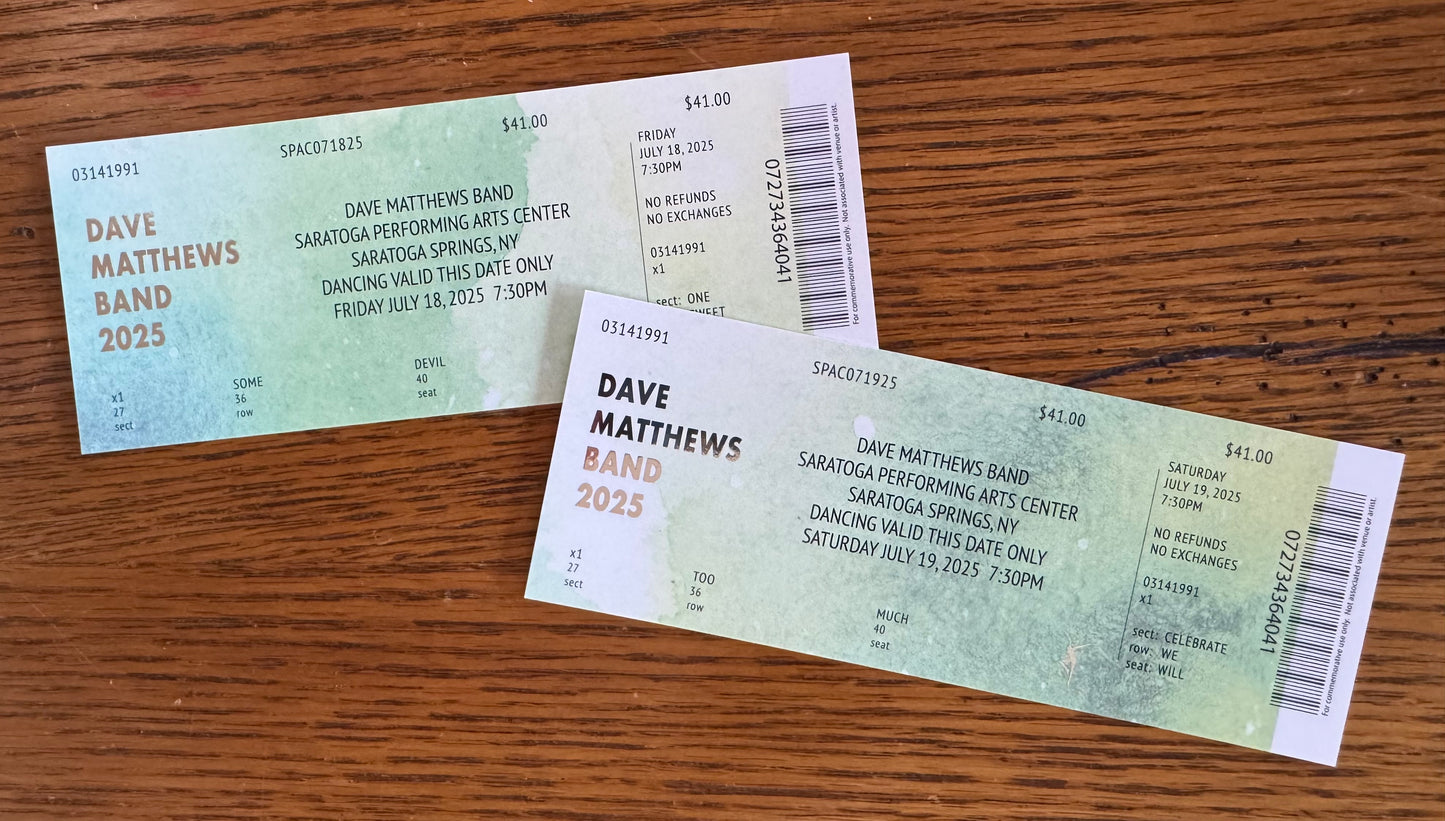 03141991
SPAC071825
$41.00
$41.00
DAVE
MATTHEWS
BAND
2025
DAVE MATTHEWS BAND
SARATOGA PERFORMING ARTS CENTER
SARATOGA SPRINGS, NY
DANCING VALID THIS DATE ONLY
FRIDAY JULY 18, 2025 7:30PM
x1
27
sect
SOME
36
row
DEVIL
40
seat
FRIDAY
JULY 18, 2025
7:30PM
NO REFUNDS
NO EXCHANGES
03141991
x1
sect: ONE
072734364041
For commemorative use only. Not associated with venue or artist.
03141991
SPAC071925
$41.00
$41.00
DAVE
MATTHEWS
BAND
2025
DAVE MATTHEWS BAND
SARATOGA PERFORMING ARTS CENTER
SARATOGA SPRINGS, NY
DANCING VALID THIS DATE ONLY
SATURDAY JULY 19, 2025 7:30PM
x1
27
sect
TOO
36
row
MUCH
40
seat
SATURDAY
JULY 19, 2025
7:30PM
NO REFUNDS
NO EXCHANGES
03141991
x1
sect: CELEBRATE
row: WE
seat: WILL
072734364041
For commemorative use only. Not associated with venue or artist.